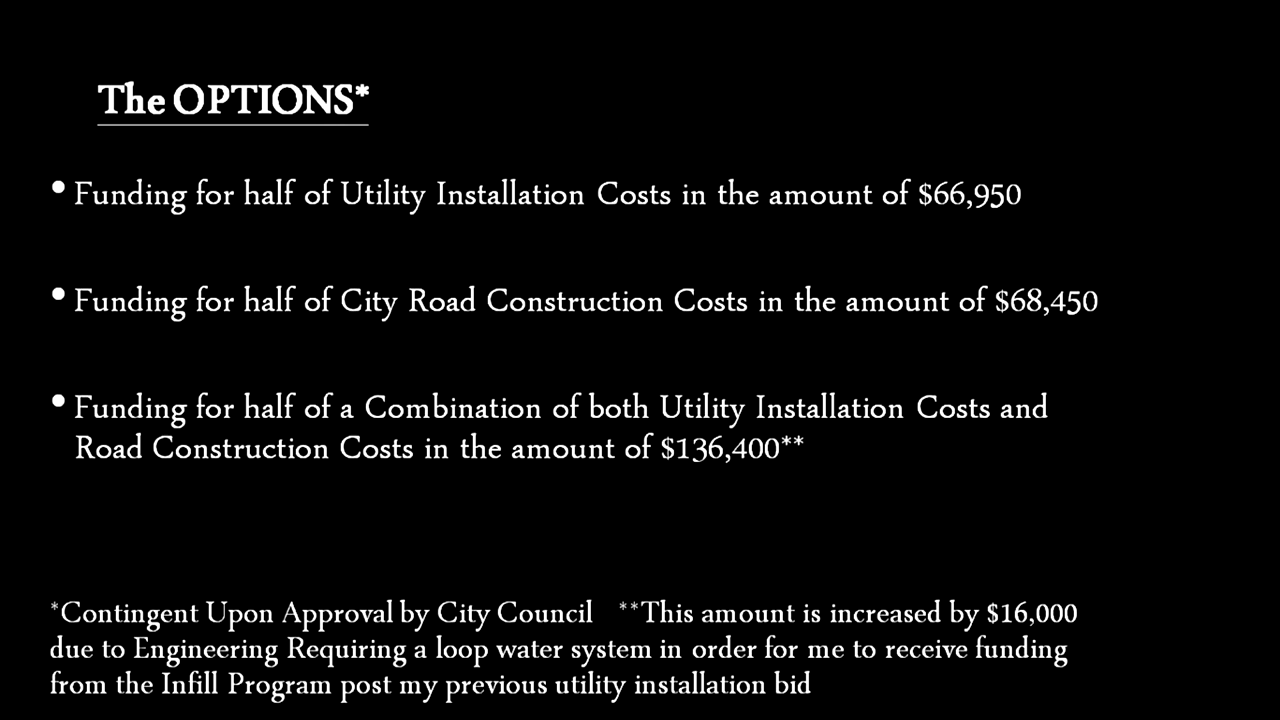 The OPTIONS*
• Funding for half of Utility Installation Costs in the amount of $66,950
• Funding for half of City Road Construction Costs in the amount of $68,450
• Funding for half of a Combination of both Utility Installation Costs and
Road Construction Costs in the amount of $136,400**
*Contingent Upon Approval by City Council **This amount is increased by $16,000
due to Engineering Requiring a loop water system in order for me to receive funding
from the Infill Program post my previous utility installation bid